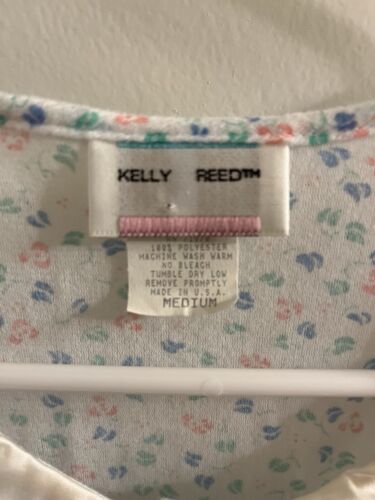 KELLY REED™
100% POLYESTER
MACHINE WASH WARM
NO BLEACH
TUMBLE DRY LOW
REMOVE PROMPTLY
MADE IN U.S.A.
MEDIUM